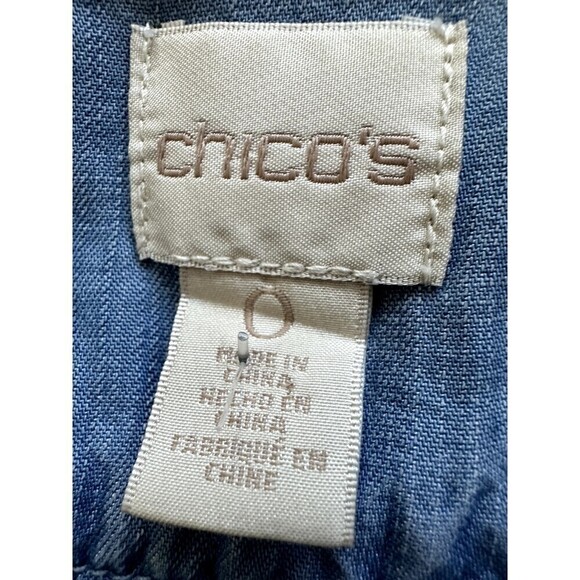 chico's
0
MADE IN
CHINA
HECHO EN
CHINA
FABRIQUÉ EN
CHINE